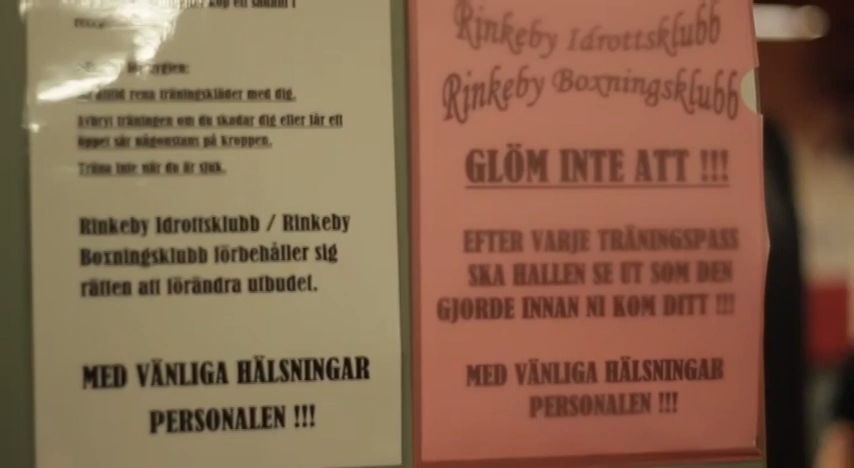 köp en sådan i
rena träningskläder med dig.
Avbryt träningen om du skadar dig eller får ett
öppet sår någonstans på kroppen.
Träna inte när du är sjuk.
Rinkeby Idrottsklubb / Rinkeby
Boxningsklubb förbehåller sig
rätten att förändra utbudet.
MED VÄNLIGA HÄLSNINGAR
PERSONALEN !!!
Rinkeby Idrottsklubb
Rinkeby Boxningsklubb
GLÖM INTE ATT !!!
EFTER VARJE TRÄNINGSPASS
SKA HALLEN SE UT SOM DEN
GJORDE INNAN NI KOM DITT !!!
MED VÄNLIGA HÄLSNINGAR
PERSONALEN !!!